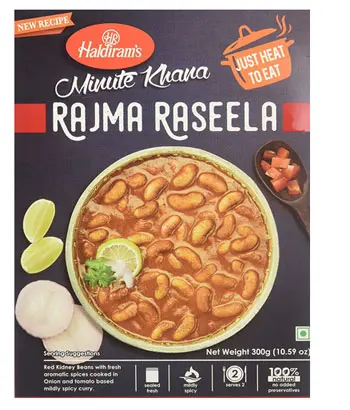 NEW RECIPE
HR
Haldiram's
JUST HEAT
TO EAT
Minute Khana
RAJMA RASEELA
Serving Suggestions
Red Kidney Beans with fresh
aromatic spices cooked in
Onion and tomato based
mildly spicy curry.
Net Weight 300g (10.59 oz)
sealed
fresh
mildly
spicy
2
serves 2
100%
natural
no added
preservatives